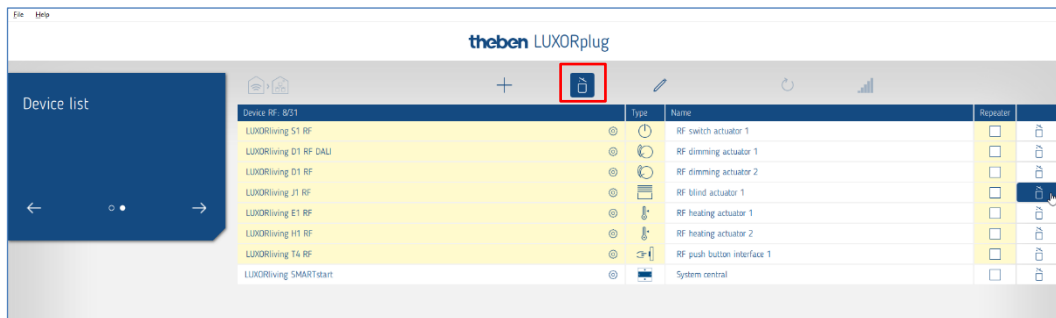 File Help
theben LUXORplug
Device list
Device RF: 8/31 Type Name Repeater
LUXORliving S1 RF RF switch actuator 1
LUXORliving D1 RF DALI RF dimming actuator 1
LUXORliving D1 RF RF dimming actuator 2
LUXORliving J1 RF RF blind actuator 1
LUXORliving E1 RF RF heating actuator 1
LUXORliving H1 RF RF heating actuator 2
LUXORliving T4 RF RF push button interface 1
LUXORliving SMARTstart System central